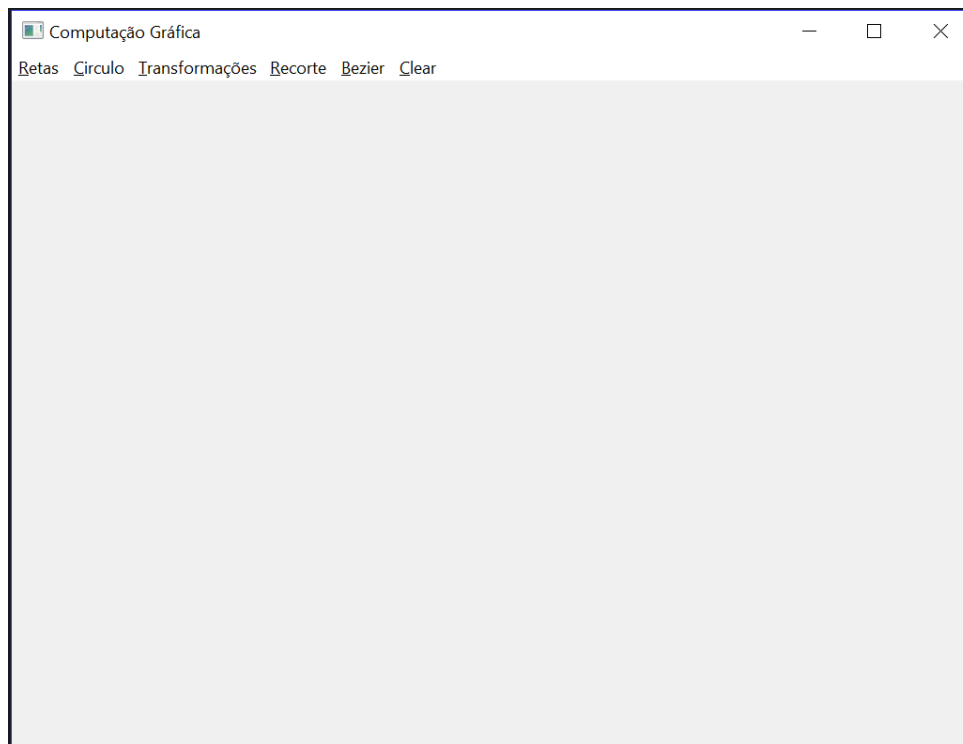 Computação Gráfica
Retas Circulo Transformações Recorte Bezier Clear